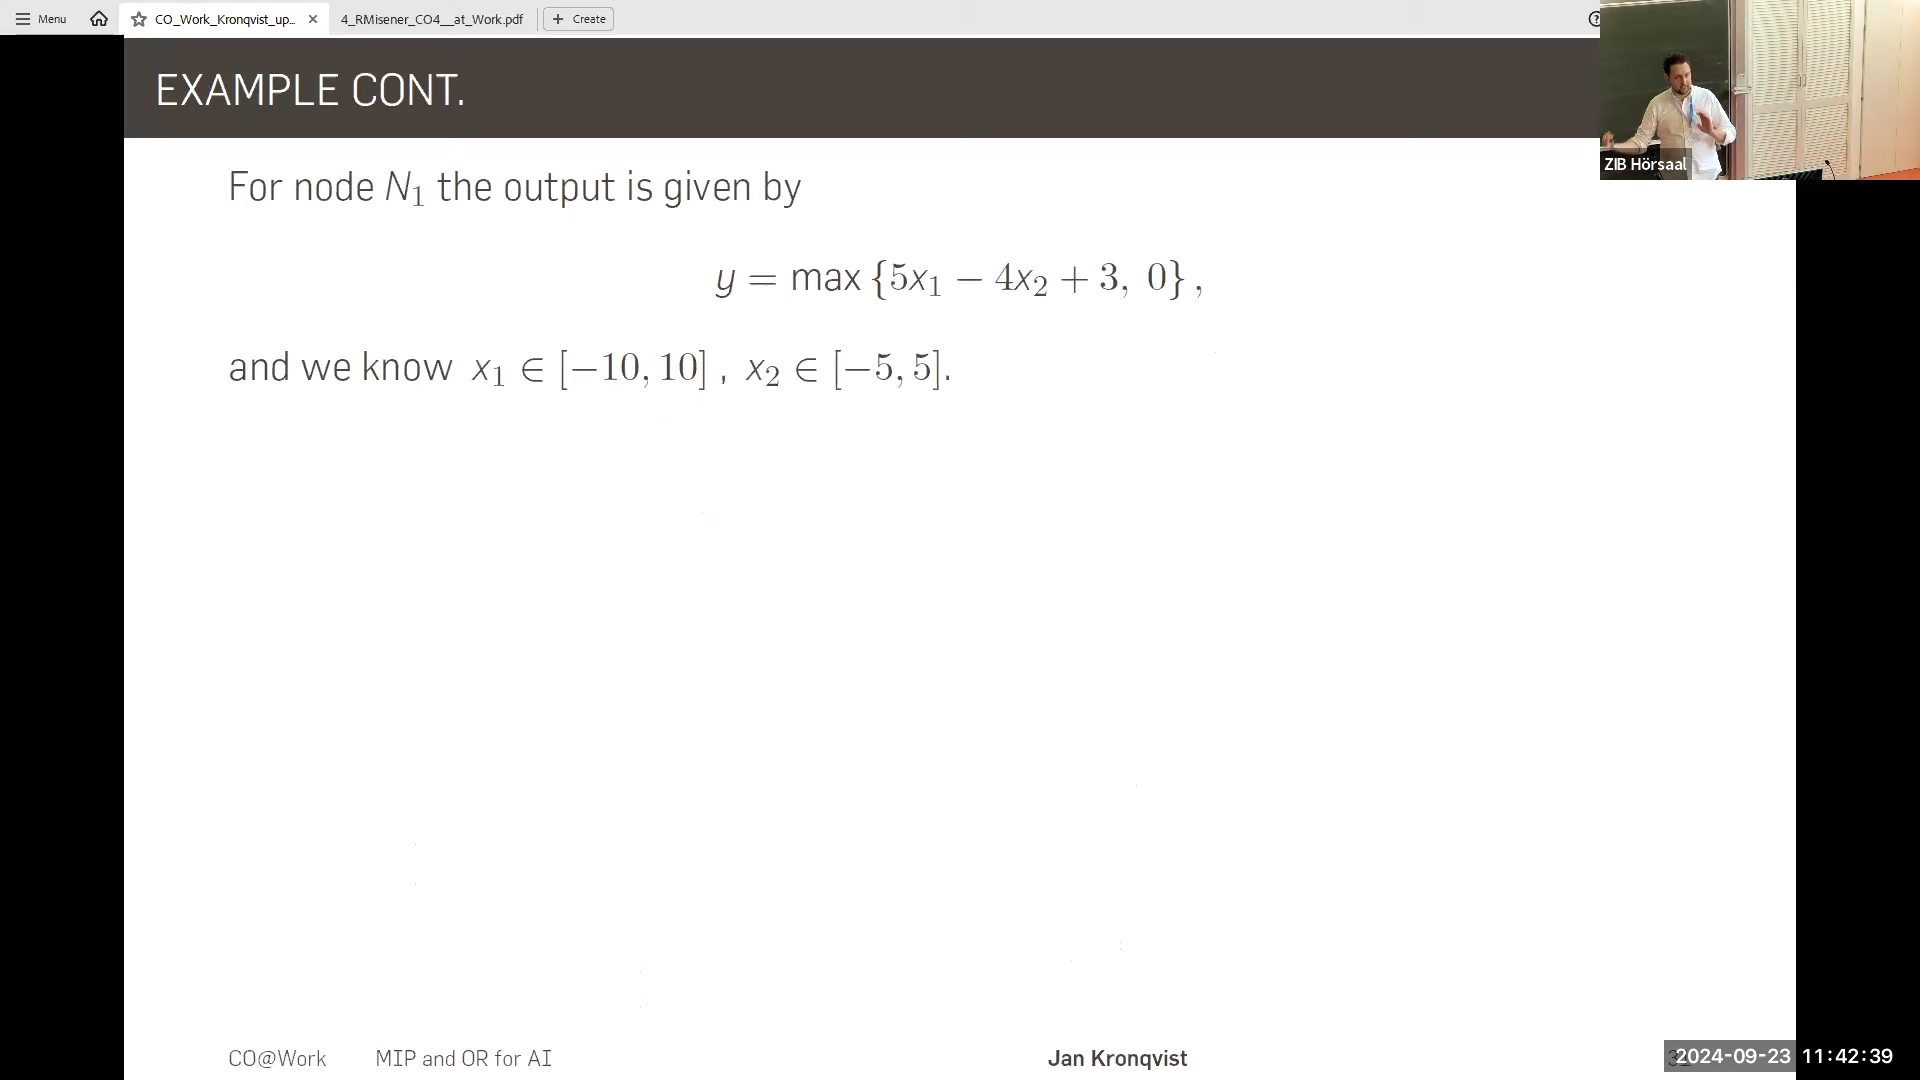 Menu
CO_Work_Kronqvist_up...
4_RMisener_CO4__at_Work.pdf
+ Create
EXAMPLE CONT.
ZIB Hörsaal
For node N₁ the output is given by
y = max {5x₁ − 4x₂ + 3, 0} ,
and we know x₁ ∈ [−10, 10] , x₂ ∈ [−5, 5].
CO@Work MIP and OR for AI Jan Kronqvist
2024-09-23 11:42:39